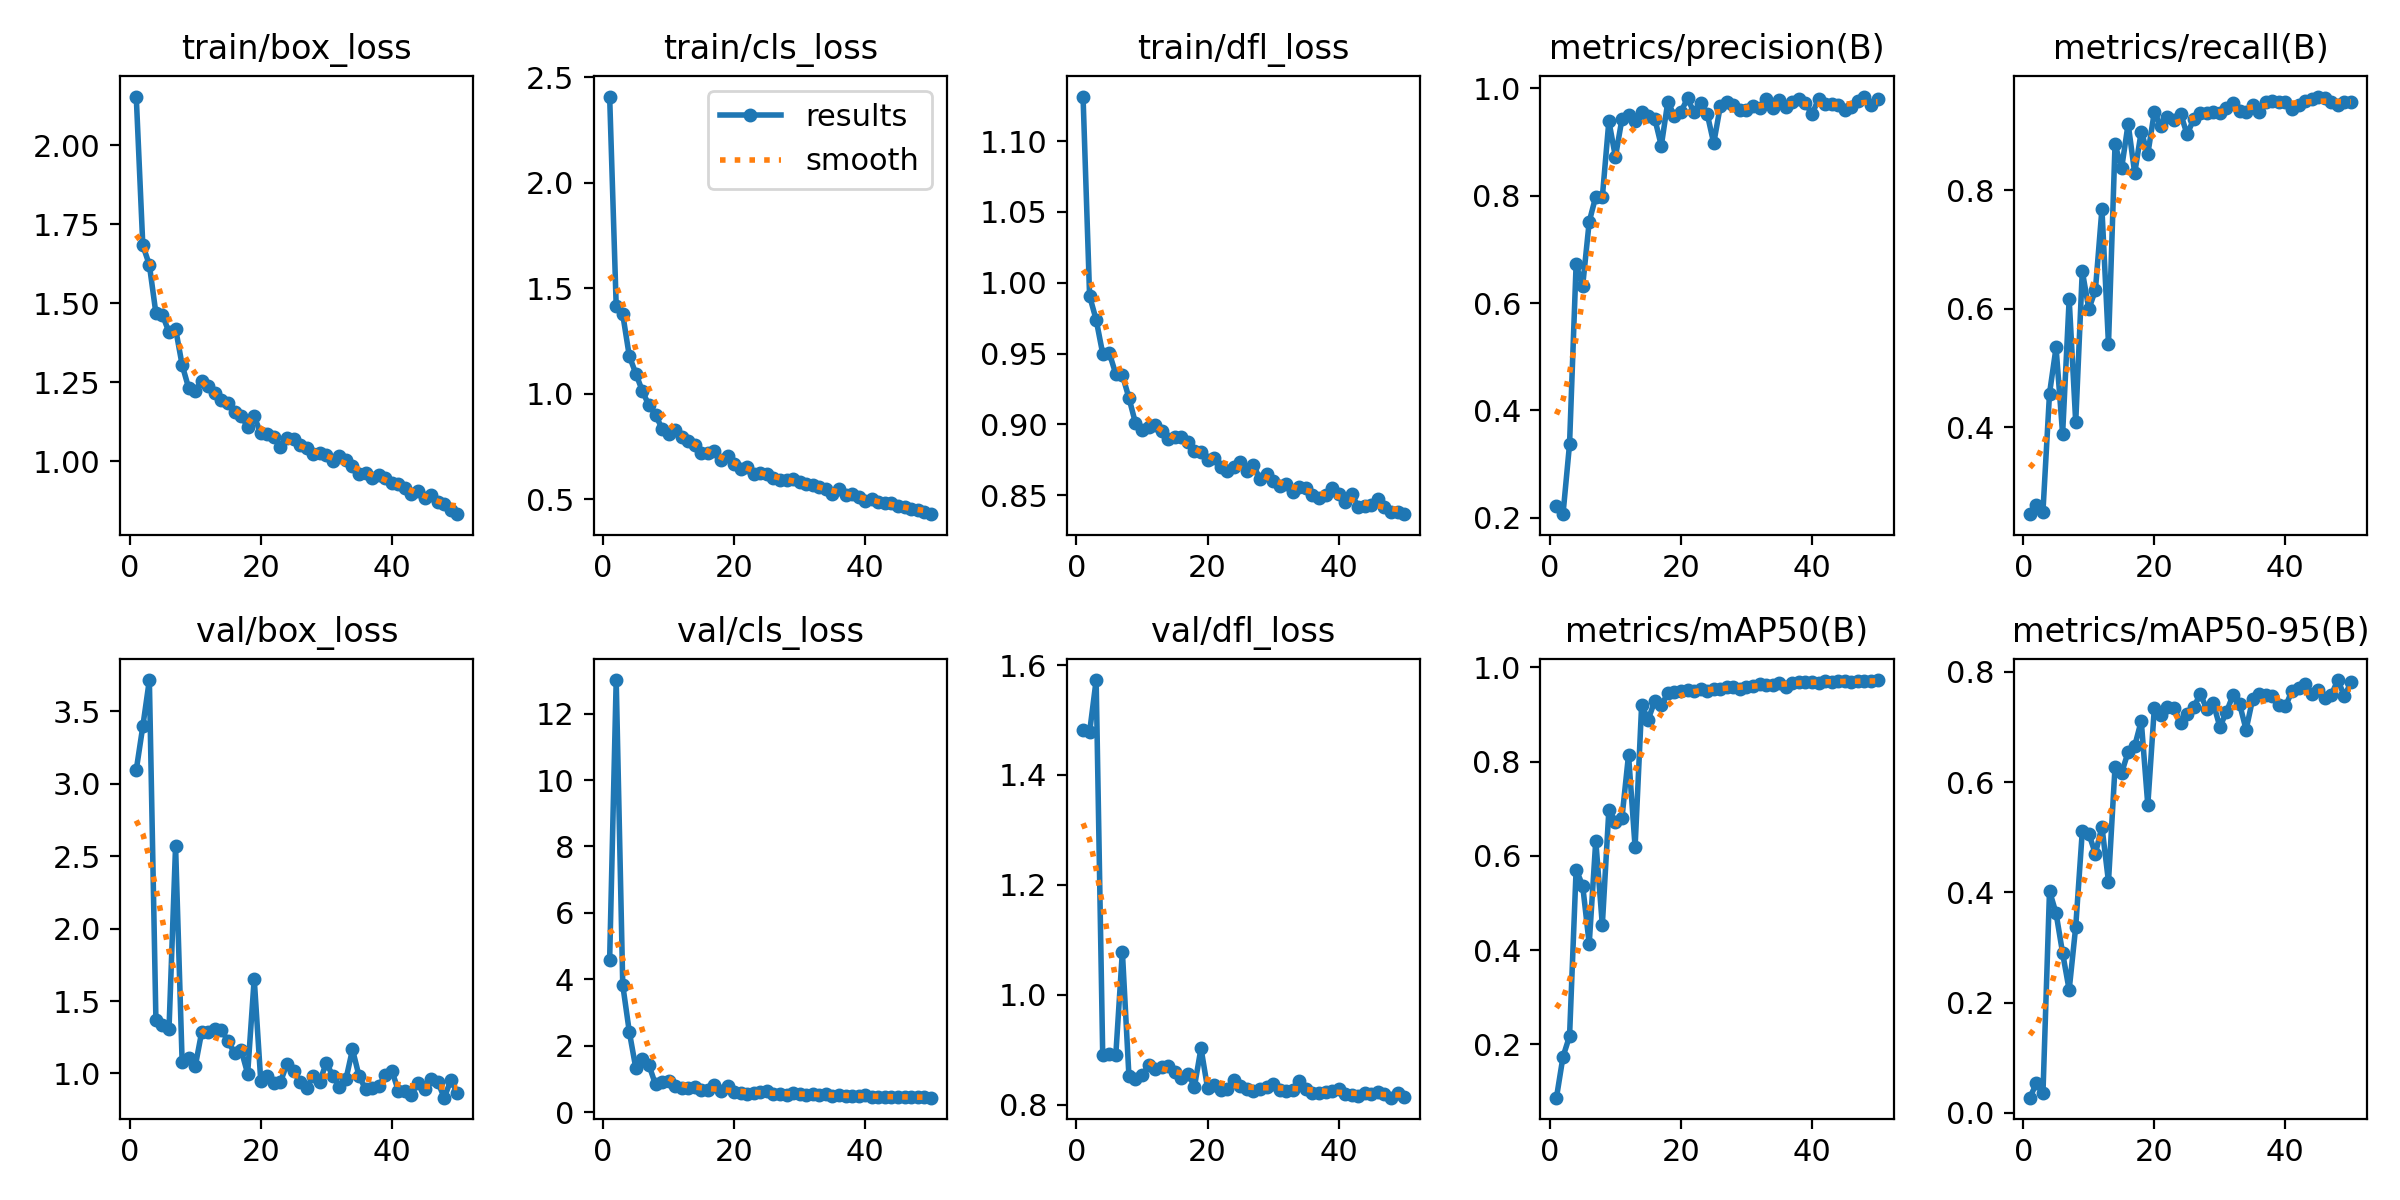 train/box_loss
2.00
1.75
1.50
1.25
1.00
0 20 40
train/cls_loss
results
smooth
2.5
2.0
1.5
1.0
0.5
0 20 40
train/dfl_loss
1.10
1.05
1.00
0.95
0.90
0.85
0 20 40
metrics/precision(B)
1.0
0.8
0.6
0.4
0.2
0 20 40
metrics/recall(B)
0.8
0.6
0.4
0 20 40
val/box_loss
3.5
3.0
2.5
2.0
1.5
1.0
0 20 40
val/cls_loss
12
10
8
6
4
2
0
0 20 40
val/dfl_loss
1.6
1.4
1.2
1.0
0.8
0 20 40
metrics/mAP50(B)
1.0
0.8
0.6
0.4
0.2
0 20 40
metrics/mAP50-95(B)
0.8
0.6
0.4
0.2
0.0
0 20 40